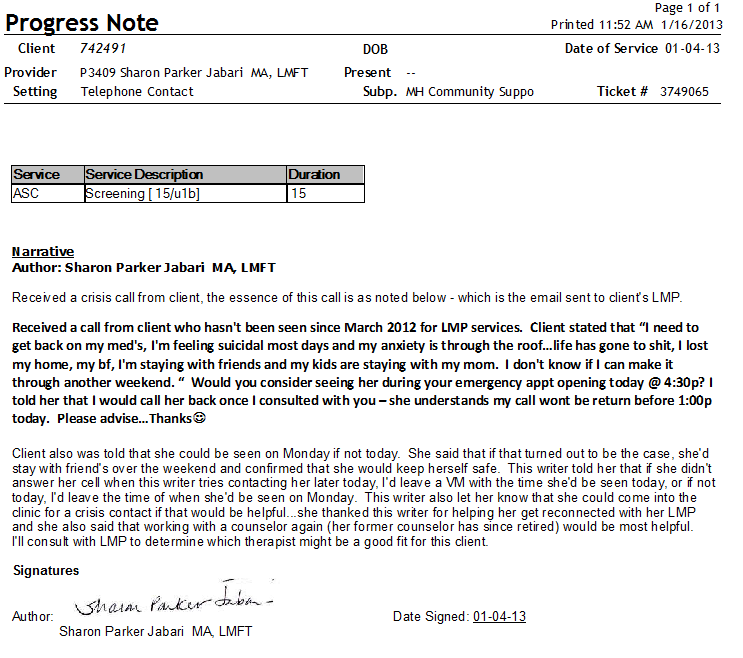 Page 1 of 1
Progress Note
Printed 11:52 AM 1/16/2013
Client 742491 DOB Date of Service 01-04-13
Provider P3409 Sharon Parker Jabari MA, LMFT Present --
Setting Telephone Contact Subp. MH Community Suppo Ticket # 3749065
Service Service Description Duration
ASC Screening [ 15/u1b] 15
Narrative
Author: Sharon Parker Jabari MA, LMFT
Received a crisis call from client, the essence of this call is as noted below - which is the email sent to client's LMP.
Received a call from client who hasn't been seen since March 2012 for LMP services. Client stated that “I need to
get back on my med's, I'm feeling suicidal most days and my anxiety is through the roof…life has gone to shit, I lost
my home, my bf, I'm staying with friends and my kids are staying with my mom. I don't know if I can make it
through another weekend. “ Would you consider seeing her during your emergency appt opening today @ 4:30p? I
told her that I would call her back once I consulted with you – she understands my call wont be return before 1:00p
today. Please advise…Thanks☺
Client also was told that she could be seen on Monday if not today. She said that if that turned out to be the case, she'd
stay with friend's over the weekend and confirmed that she would keep herself safe. This writer told her that if she didn't
answer her cell when this writer tries contacting her later today, I'd leave a VM with the time she'd be seen today, or if not
today, I'd leave the time of when she'd be seen on Monday. This writer also let her know that she could come into the
clinic for a crisis contact if that would be helpful...she thanked this writer for helping her get reconnected with her LMP
and she also said that working with a counselor again (her former counselor has since retired) would be most helpful.
I'll consult with LMP to determine which therapist might be a good fit for this client.
Signatures
Sharon Parker Jabari
Author: Date Signed: 01-04-13
Sharon Parker Jabari MA, LMFT